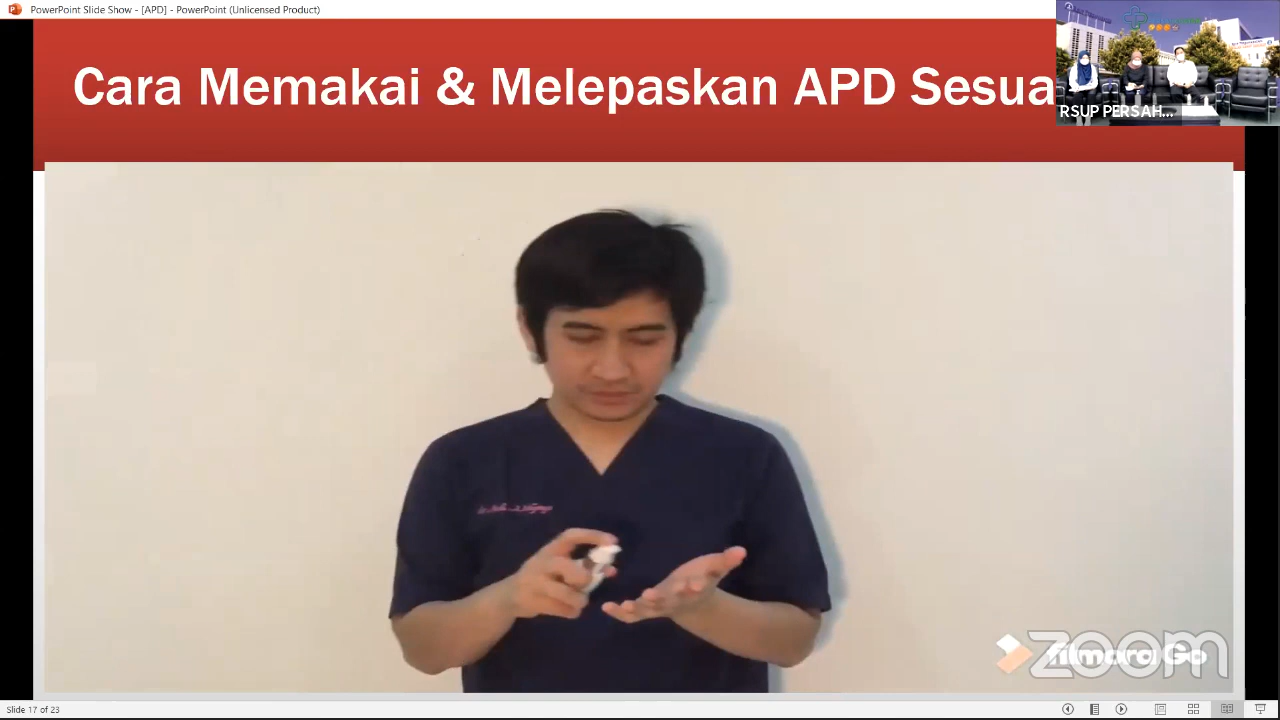 PowerPoint Slide Show - [APD] - PowerPoint (Unlicensed Product)
Cara Memakai & Melepaskan APD Sesua
RSUP PERSAH...
zoom
filmora Go
Slide 17 of 23